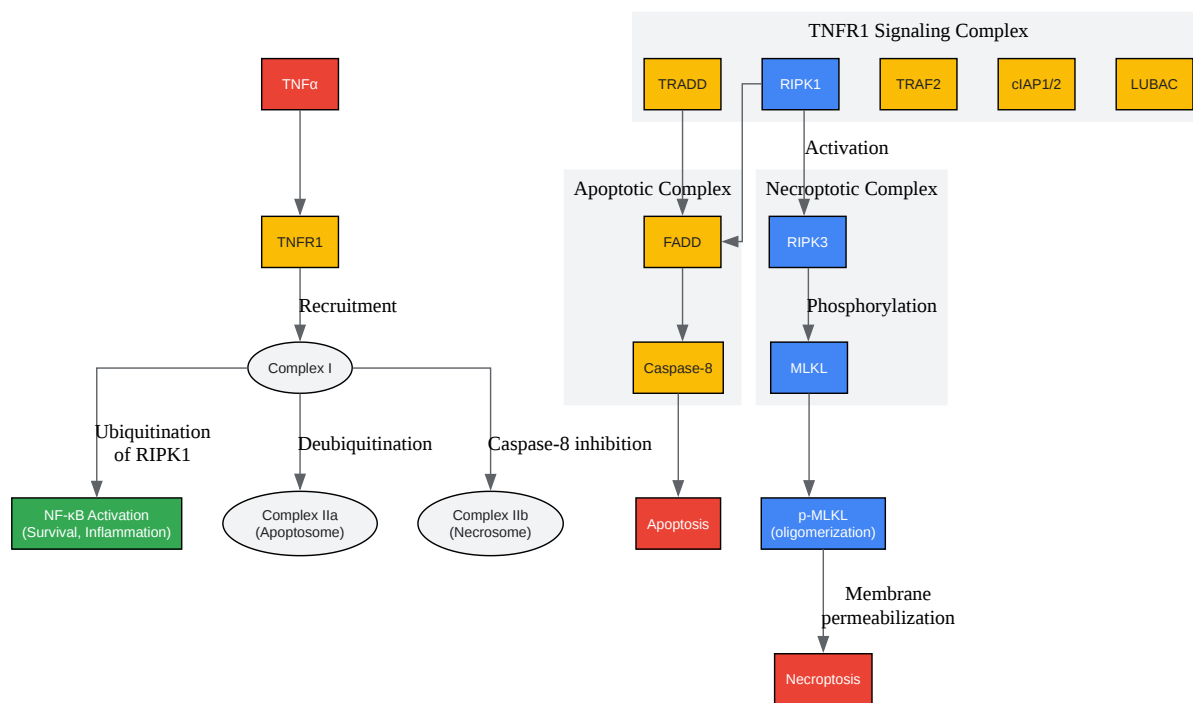 TNFR1 Signaling Complex
TNFα
TRADD
RIPK1
TRAF2
cIAP1/2
LUBAC
Activation
Apoptotic Complex
Necroptotic Complex
TNFR1
FADD
RIPK3
Recruitment
Phosphorylation
Complex I
Caspase-8
MLKL
Ubiquitination
of RIPK1
Deubiquitination
Caspase-8 inhibition
NF-κB Activation
(Survival, Inflammation)
Complex IIa
(Apoptosome)
Complex IIb
(Necrosome)
Apoptosis
p-MLKL
(oligomerization)
Membrane
permeabilization
Necroptosis